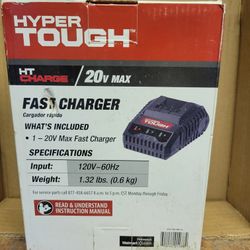 HYPER
TOUGH
HT
CHARGE
20V MAX
FAST CHARGER
Cargador rápido
WHAT'S INCLUDED
• 1 – 20V Max Fast Charger
SPECIFICATIONS
Input: 120V~60Hz
Weight: 1.32 lbs. (0.6 kg)
READ & UNDERSTAND
INSTRUCTION MANUAL